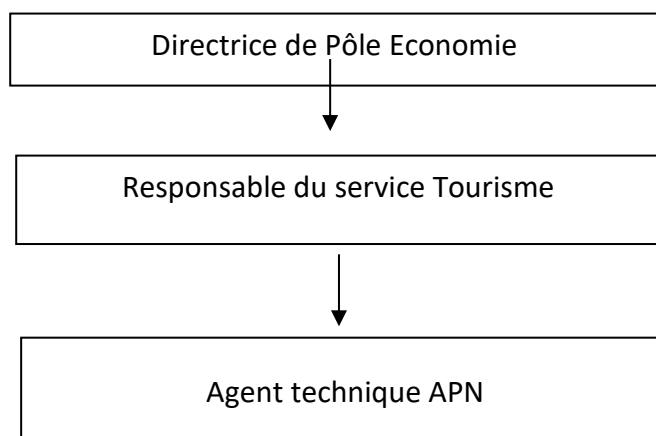 Directrice de Pôle Economie
Responsable du service Tourisme
Agent technique APN